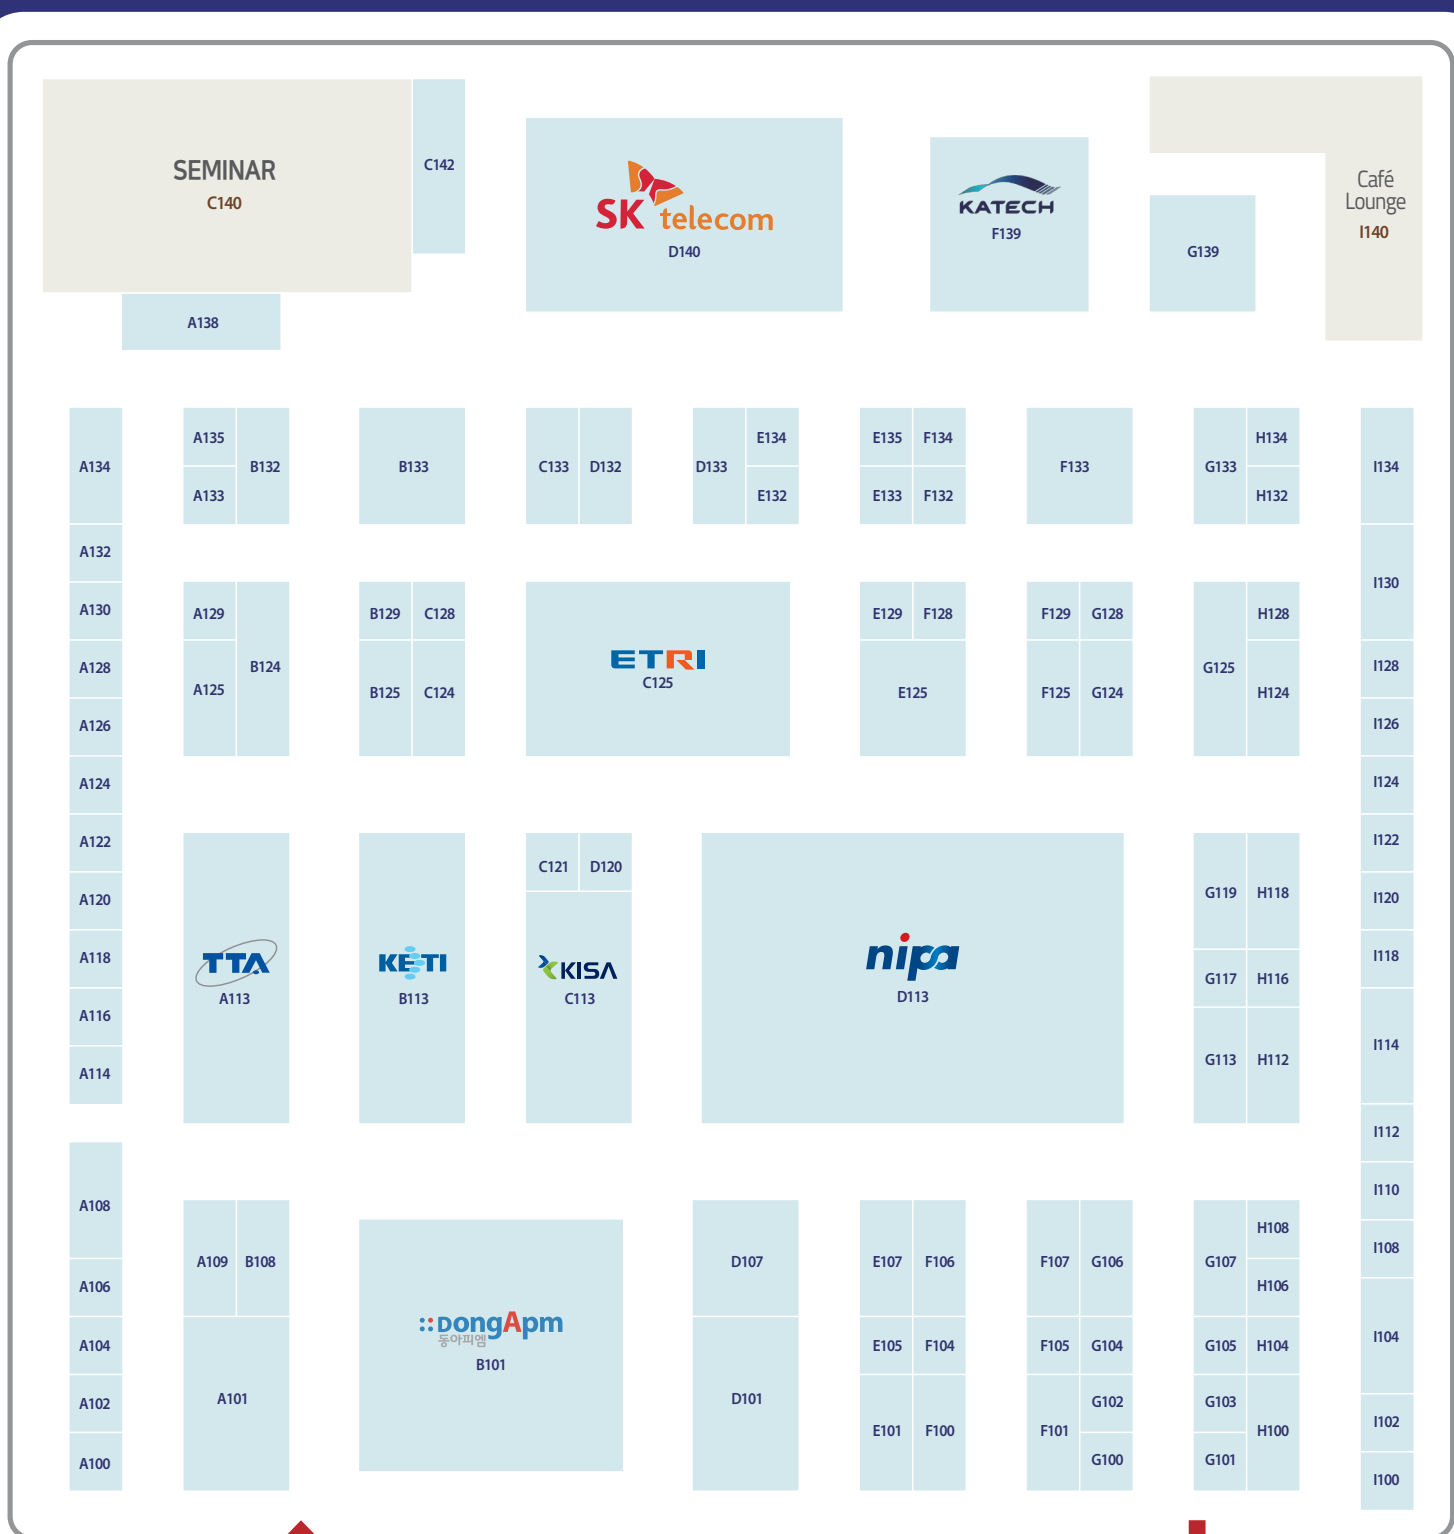 SEMINAR
C140
C142
SK telecom
D140
KATECH
F139
Café
Lounge
I140
G139
A138
A134
A135
B132
A133
B133
C133
D132
D133
E134
E132
E135
F134
E133
F132
F133
G133
H134
H132
I134
A132
A130
A129
B124
A125
B129
C128
B125
C124
ETRI
C125
E129
F128
E125
F129
G128
F125
G124
G125
H128
H124
I130
A128
I128
A126
I126
A124
I124
A122
I122
A120
I120
A118
I118
A116
A114
I114
TTA
A113
KETI
B113
C121
D120
KISA
C113
nipa
D113
G119
H118
G117
H116
G113
H112
I112
I110
I108
A108
A109
B108
D107
E107
F106
F107
G106
G107
H108
H106
A106
A104
A102
A100
A101
DongApm
동아피엠
B101
D101
E105
F104
E101
F100
F105
G104
F101
G102
G100
G105
H104
G103
G101
H100
I104
I102
I100